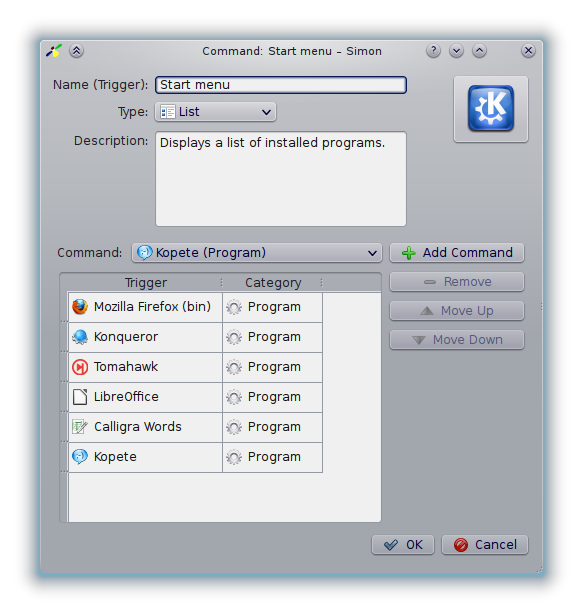 Command: Start menu - Simon
Name (Trigger): Start menu
Type: List
Description: Displays a list of installed programs.
Command: Kopete (Program) Add Command
Trigger Category Remove
Mozilla Firefox (bin) Program Move Up
Konqueror Program Move Down
Tomahawk Program
LibreOffice Program
Calligra Words Program
Kopete Program
OK Cancel